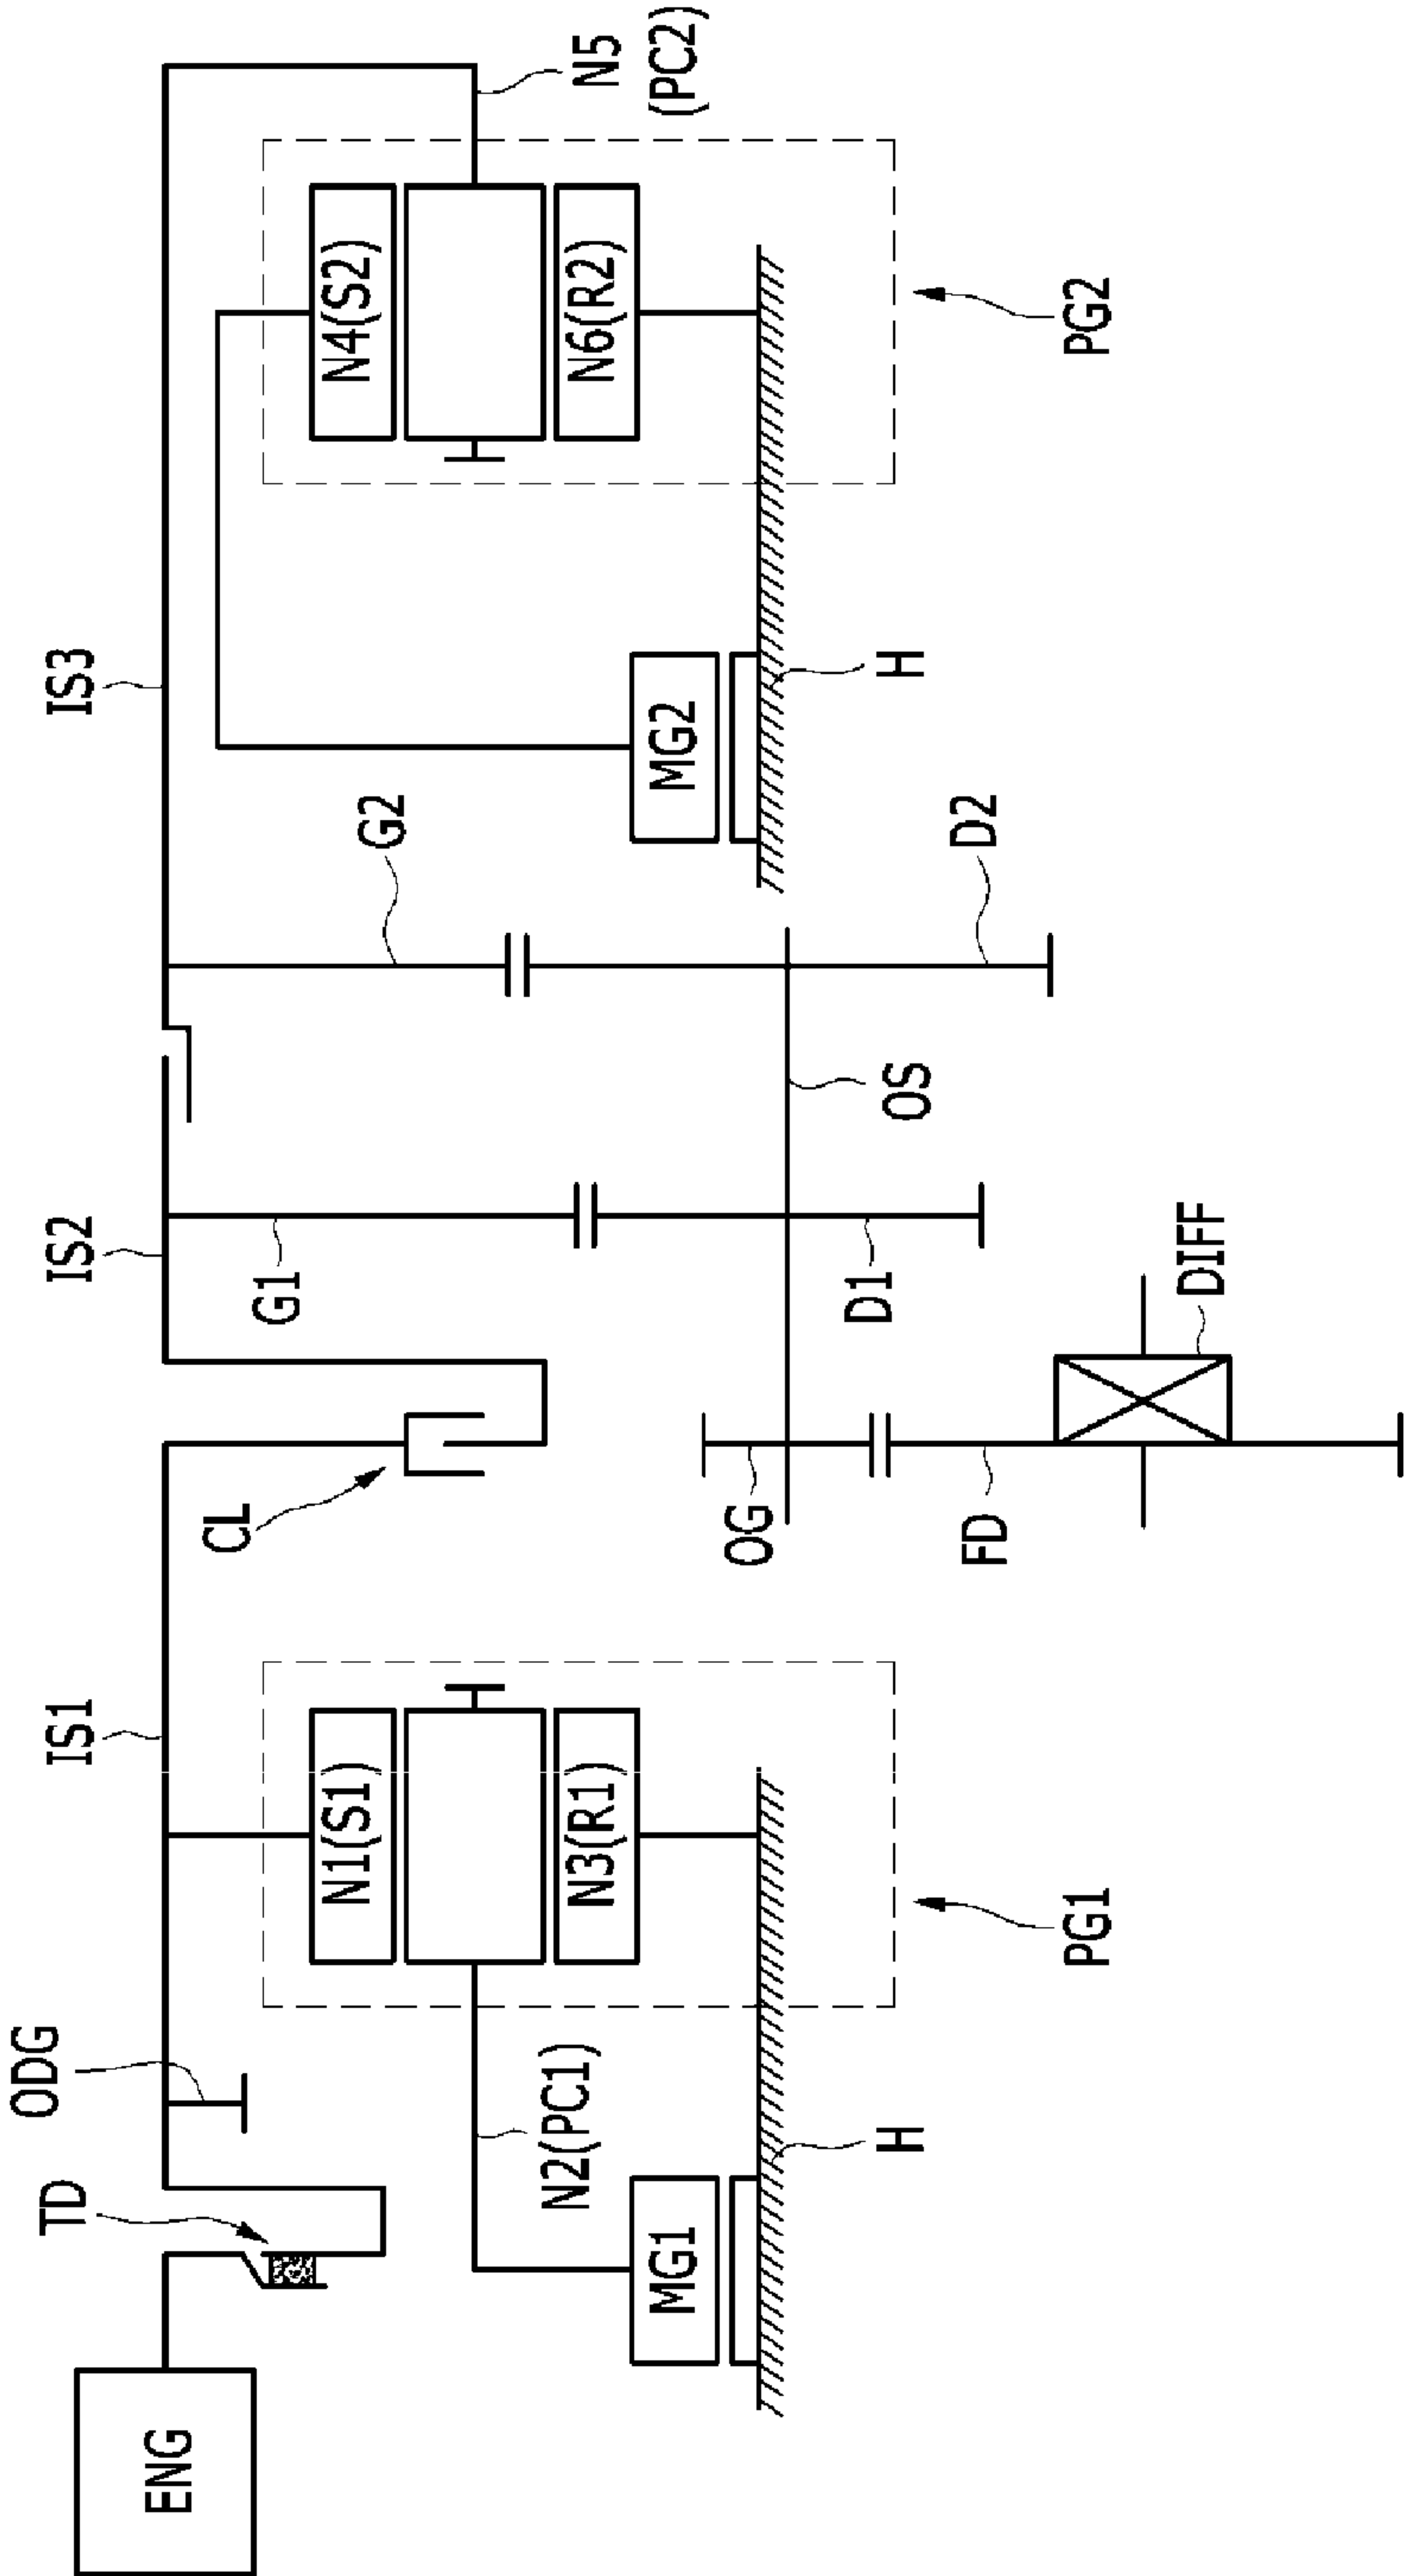 ODG
TD
IS1
IS2
IS3
ENG
CL
G1
G2
N1(S1)
N4(S2)
N5
(PC2)
N2(PC1)
N3(R1)
N6(R2)
MG1
MG2
OG
D1
OS
D2
H
H
FD
DIFF
PG1
PG2